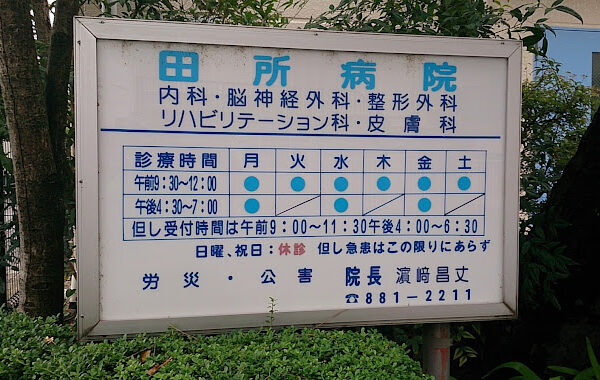 田所病院
内科・脳神経外科・整形外科
リハビリテーション科・皮膚科
診療時間 月 火 水 木 金 土
午前9:30〜12:00 ● ● ● ● ● ●
午後4:30〜7:00 ● ／ ● ／ ● ／
但し受付時間は午前9:00〜11:30午後4:00〜6:30
日曜、祝日:休診 但し急患はこの限りにあらず
労災・公害 院長 濵﨑昌丈
☎881-2211